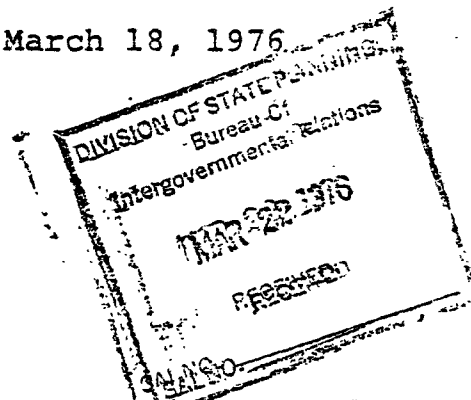 March 18, 1976
DIVISION OF STATE PLANNING
Bureau Of
Intergovernmental Relations
MAR 22 1976
RECEIVED